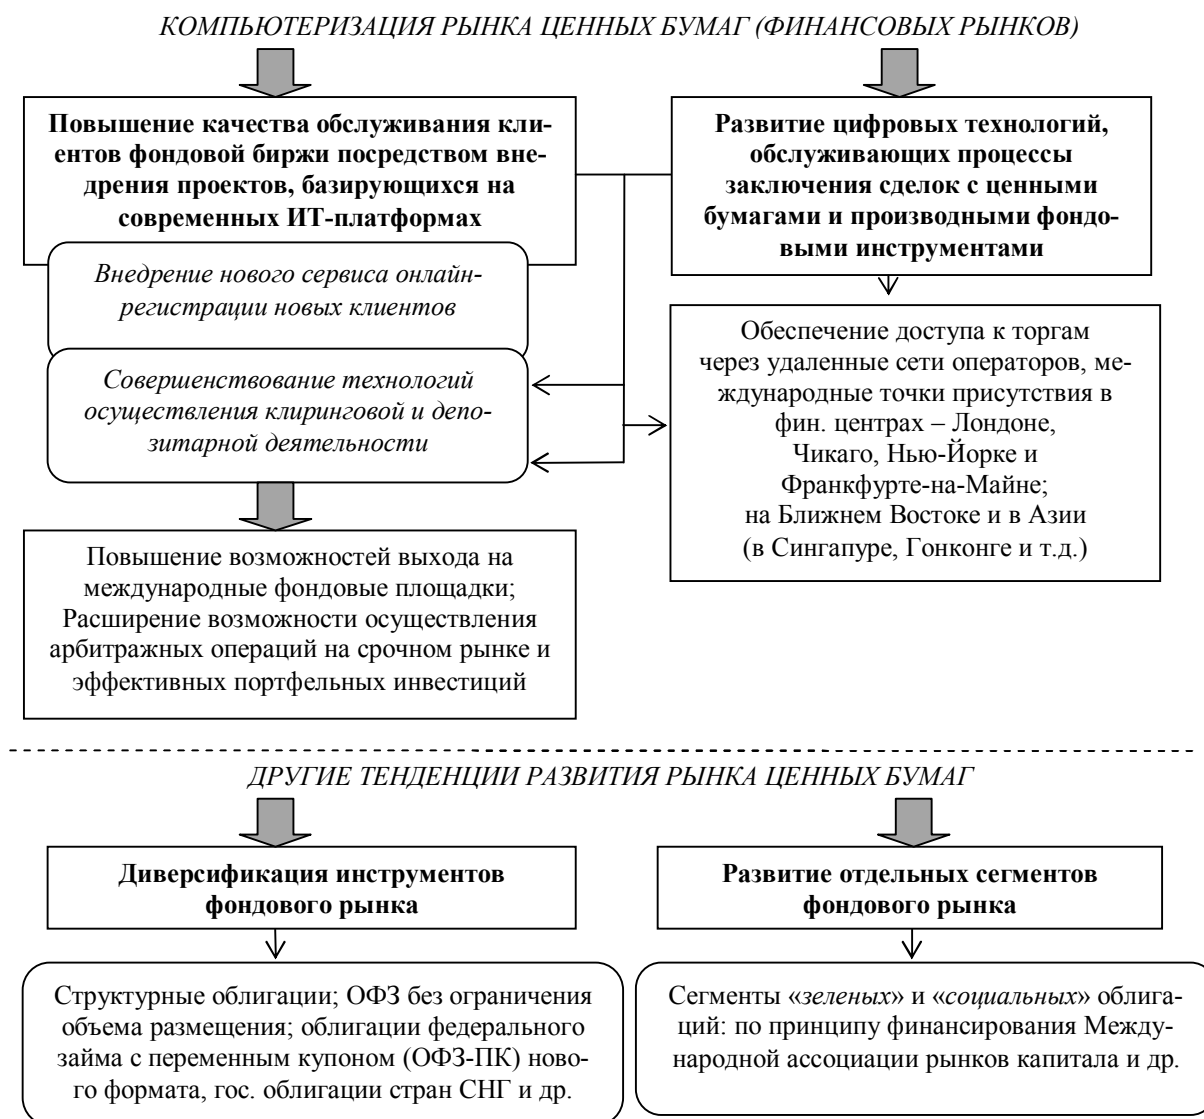 КОМПЬЮТЕРИЗАЦИЯ РЫНКА ЦЕННЫХ БУМАГ (ФИНАНСОВЫХ РЫНКОВ)
Повышение качества обслуживания кли-
ентов фондовой биржи посредством вне-
дрения проектов, базирующихся на
современных ИТ-платформах
Внедрение нового сервиса онлайн-
регистрации новых клиентов
Совершенствование технологий
осуществления клиринговой и депо-
зитарной деятельности
Повышение возможностей выхода на
международные фондовые площадки;
Расширение возможности осуществления
арбитражных операций на срочном рынке и
эффективных портфельных инвестиций
Развитие цифровых технологий,
обслуживающих процессы
заключения сделок с ценными
бумагами и производными фондо-
выми инструментами
Обеспечение доступа к торгам
через удаленные сети операторов, ме-
ждународные точки присутствия в
фин. центрах – Лондоне,
Чикаго, Нью-Йорке и
Франкфурте-на-Майне;
на Ближнем Востоке и в Азии
(в Сингапуре, Гонконге и т.д.)
ДРУГИЕ ТЕНДЕНЦИИ РАЗВИТИЯ РЫНКА ЦЕННЫХ БУМАГ
Диверсификация инструментов
фондового рынка
Структурные облигации; ОФЗ без ограничения
объема размещения; облигации федерального
займа с переменным купоном (ОФЗ-ПК) ново-
го формата, гос. облигации стран СНГ и др.
Развитие отдельных сегментов
фондового рынка
Сегменты «зеленых» и «социальных» облига-
ций: по принципу финансирования Между-
народной ассоциации рынков капитала и др.